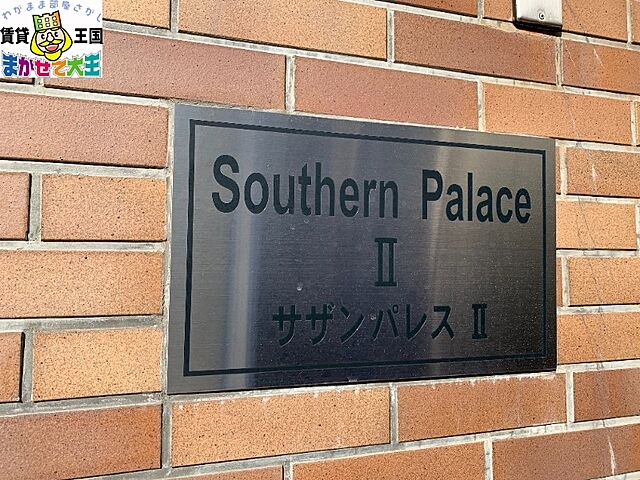 わがまま部屋さがし
賃貸王国
まかせて大王
Southern Palace
Ⅱ
サザンパレス Ⅱ